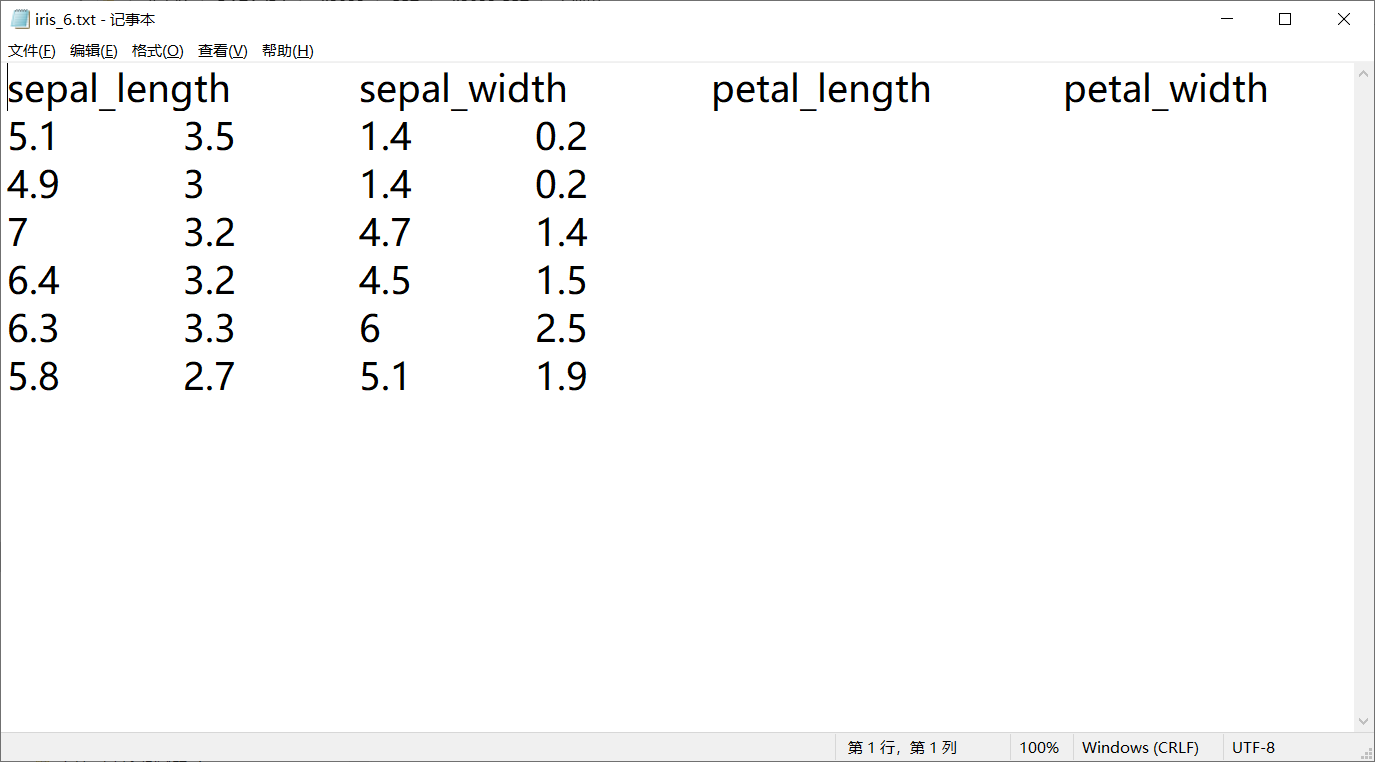 iris_6.txt - 记事本
文件(F) 编辑(E) 格式(O) 查看(V) 帮助(H)
sepal_length sepal_width petal_length petal_width
5.1 3.5 1.4 0.2
4.9 3 1.4 0.2
7 3.2 4.7 1.4
6.4 3.2 4.5 1.5
6.3 3.3 6 2.5
5.8 2.7 5.1 1.9
第 1 行，第 1 列 100% Windows (CRLF) UTF-8